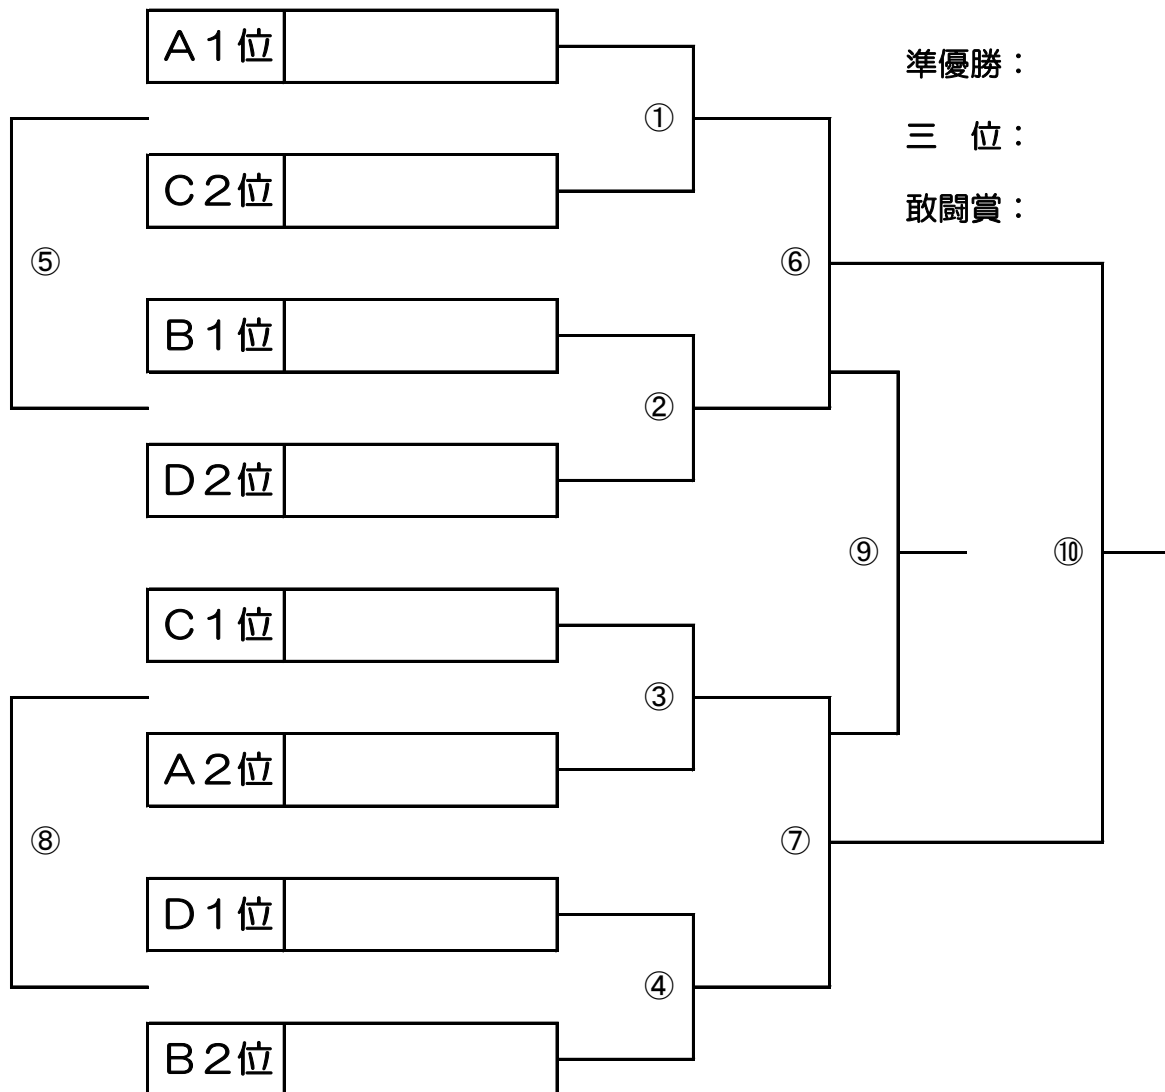 A1位
準優勝：
①
三　位：
C2位
敢闘賞：
⑤
⑥
B1位
②
D2位
⑨
⑩
C1位
③
A2位
⑧
⑦
D1位
④
B2位